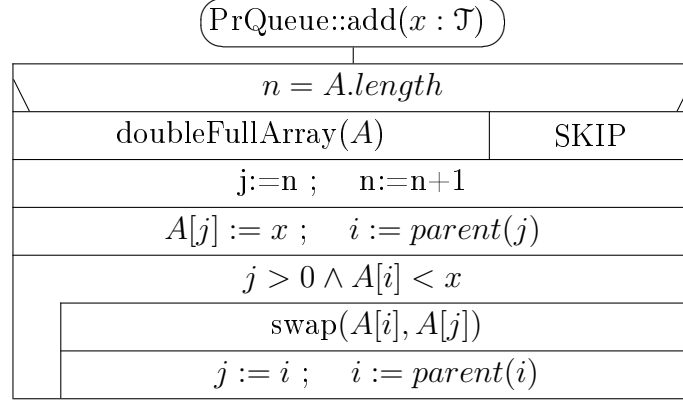 PrQueue::add(x : 𝒯)
n = A.length
doubleFullArray(A) SKIP
j:=n ; n:=n+1
A[j] := x ; i := parent(j)
j > 0 ∧ A[i] < x
swap(A[i], A[j])
j := i ; i := parent(i)